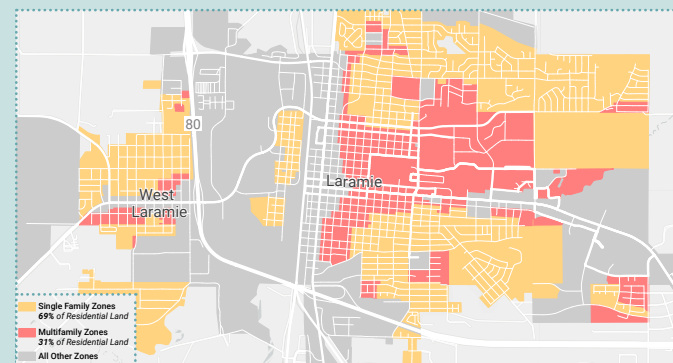 80
Laramie
West
Laramie
Single Family Zones
69% of Residential Land
Multifamily Zones
31% of Residential Land
All Other Zones